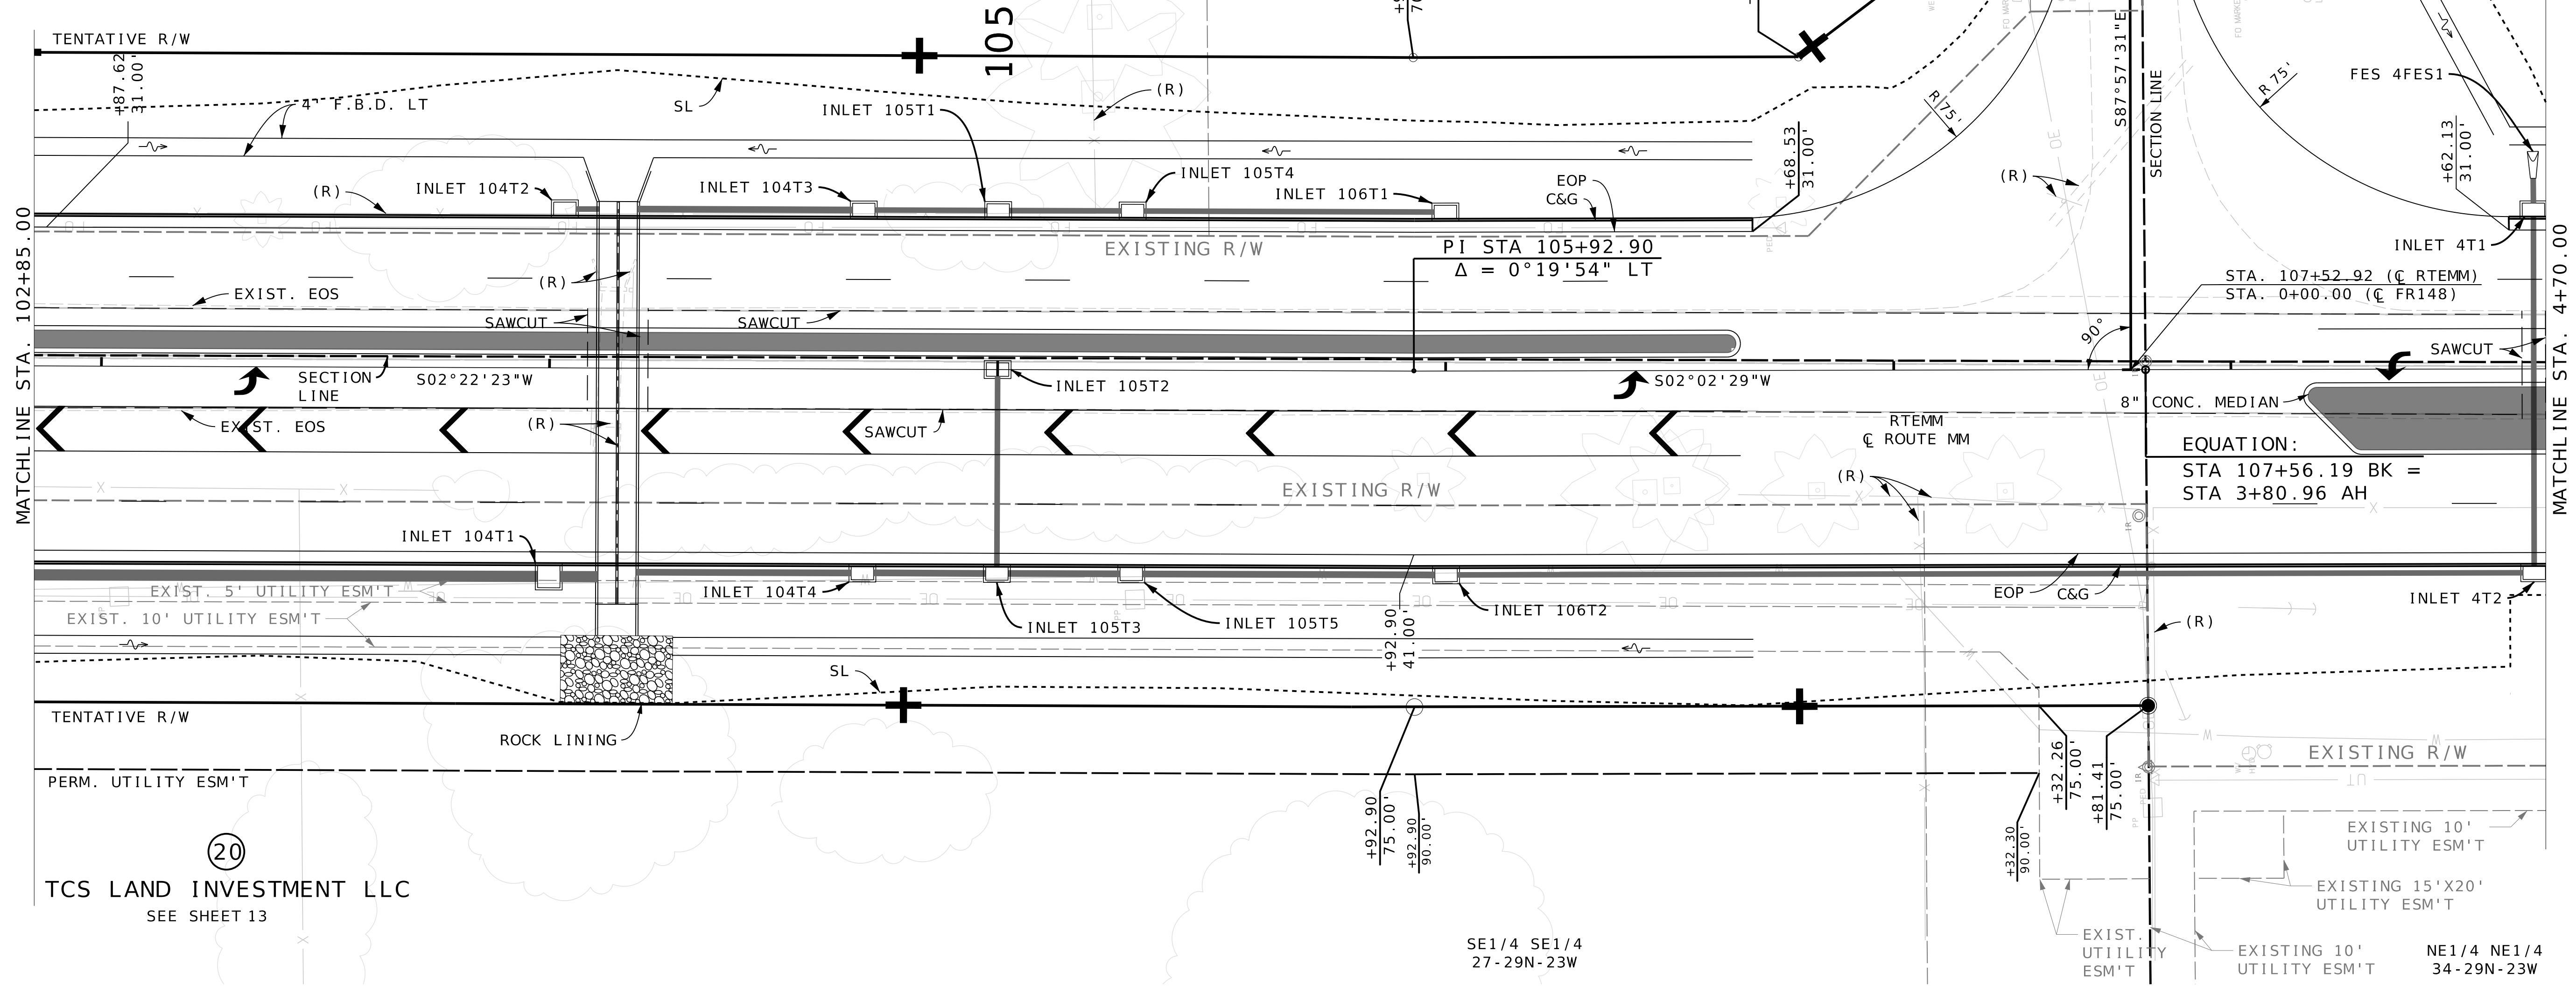 TENTATIVE R/W
105
+87.62
31.00'
4' F.B.D. LT
SL
INLET 105T1
(R)
R 75'
S87°57'31"E
SECTION LINE
R 75'
FES 4FES1
+68.53
31.00'
+62.13
31.00'
(R)
INLET 104T2
INLET 104T3
INLET 105T4
INLET 106T1
EOP
C&G
(R)
INLET 4T1
EXISTING R/W
PI STA 105+92.90
Δ = 0°19'54" LT
(R)
EXIST. EOS
SAWCUT
SAWCUT
STA. 107+52.92 (℄ RTEMM)
STA. 0+00.00 (℄ FR148)
90°
SAWCUT
MATCHLINE STA. 102+85.00
MATCHLINE STA. 4+70.00
SECTION
LINE
S02°22'23"W
INLET 105T2
S02°02'29"W
8" CONC. MEDIAN
EXIST. EOS
(R)
SAWCUT
RTEMM
℄ ROUTE MM
EQUATION:
STA 107+56.19 BK =
STA 3+80.96 AH
(R)
EXISTING R/W
IR
INLET 104T1
EXIST. 5' UTILITY ESM'T
EXIST. 10' UTILITY ESM'T
INLET 104T4
INLET 105T3
INLET 105T5
INLET 106T2
+92.90
41.00'
EOP
C&G
INLET 4T2
(R)
SL
TENTATIVE R/W
ROCK LINING
PERM. UTILITY ESM'T
+92.90
75.00'
+92.90
90.00'
+32.26
75.00'
+81.41
75.00'
+32.30
90.00'
IR
EXISTING R/W
UT
PP
PED
EXISTING 10'
UTILITY ESM'T
EXISTING 15'X20'
UTILITY ESM'T
20
TCS LAND INVESTMENT LLC
SEE SHEET 13
SE1/4 SE1/4
27-29N-23W
EXIST.
UTIILITY
ESM'T
EXISTING 10'
UTILITY ESM'T
NE1/4 NE1/4
34-29N-23W